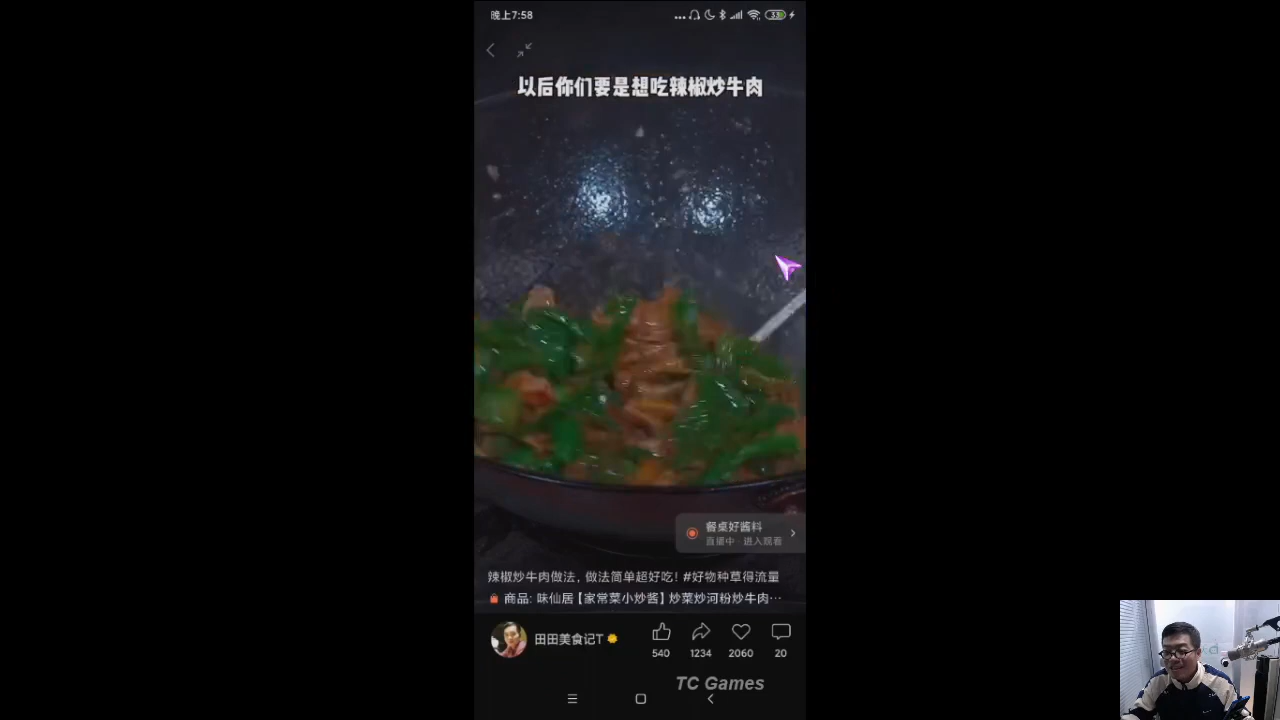 晚上7:58
33
以后你们要是想吃辣椒炒牛肉
餐桌好酱料
直播中 · 进入观看
辣椒炒牛肉做法，做法简单超好吃！#好物种草得流量
商品: 味仙居【家常菜小炒酱】炒菜炒河粉炒牛肉…
田田美食记T
540
1234
2060
20
TC Games